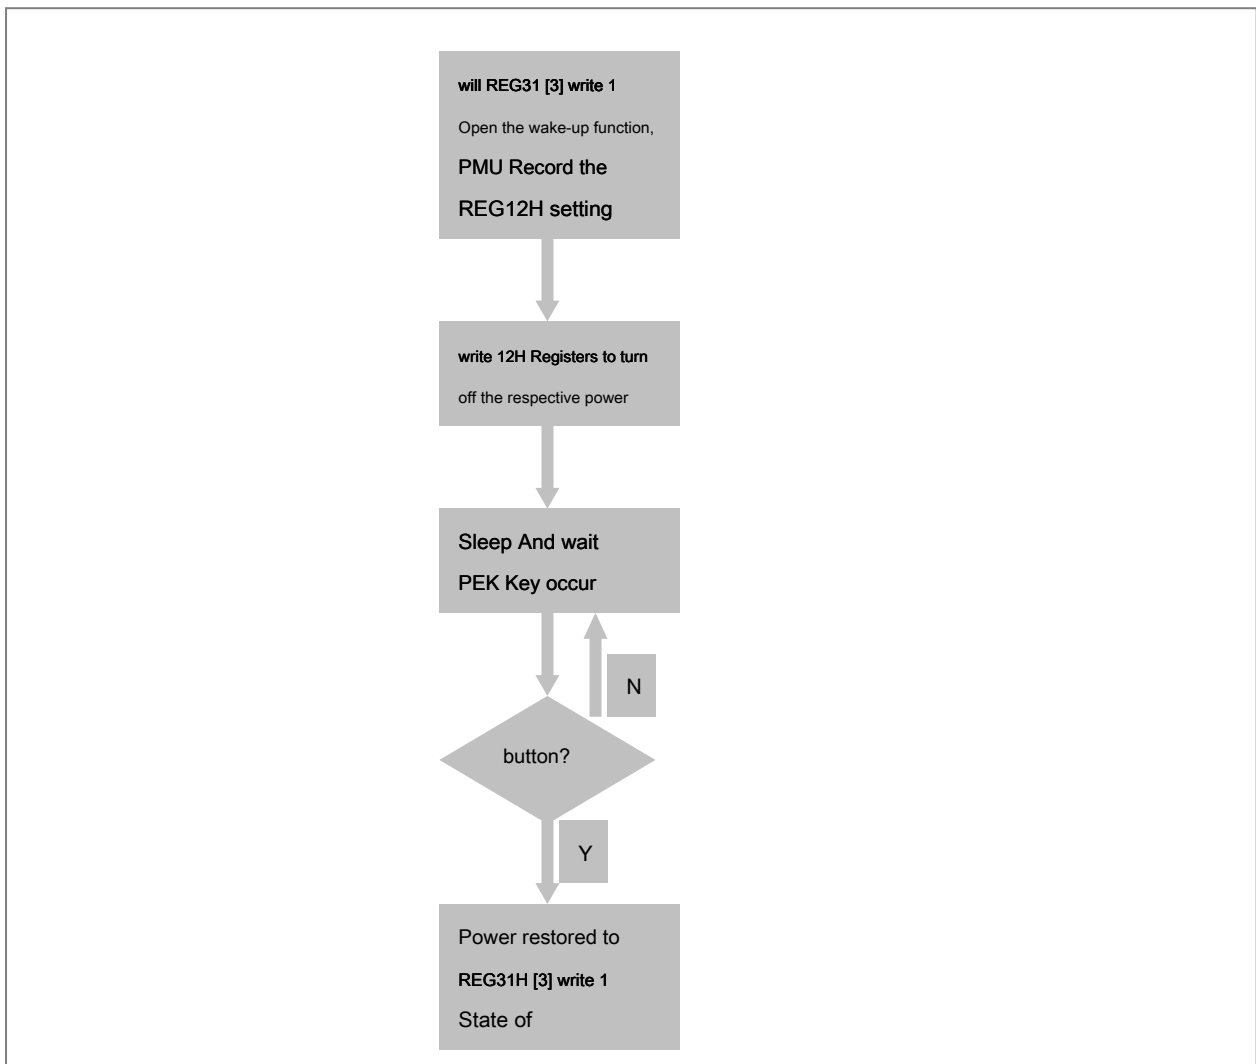 will REG31 [3] write 1
Open the wake-up function,
PMU Record the
REG12H setting
write 12H Registers to turn
off the respective power
Sleep And wait
PEK Key occur
N
button?
Y
Power restored to
REG31H [3] write 1
State of